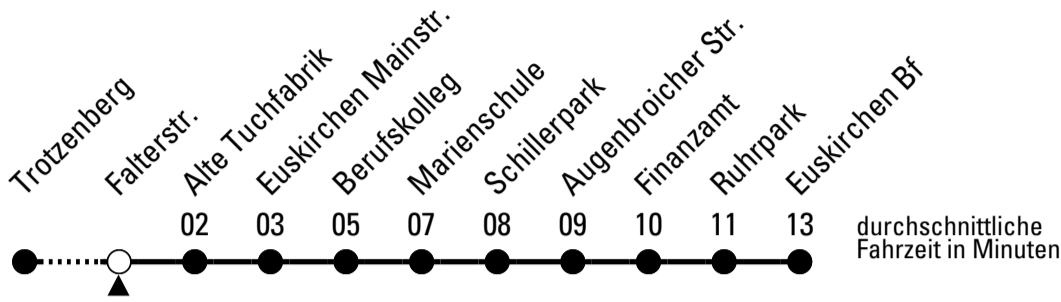 Trotzenberg
Falterstr.
Alte Tuchfabrik
Euskirchen Mainstr.
Berufskolleg
Marienschule
Schillerpark
Augenbroicher Str.
Finanzamt
Ruhrpark
Euskirchen Bf
02 03 05 07 08 09 10 11 13
durchschnittliche
Fahrzeit in Minuten